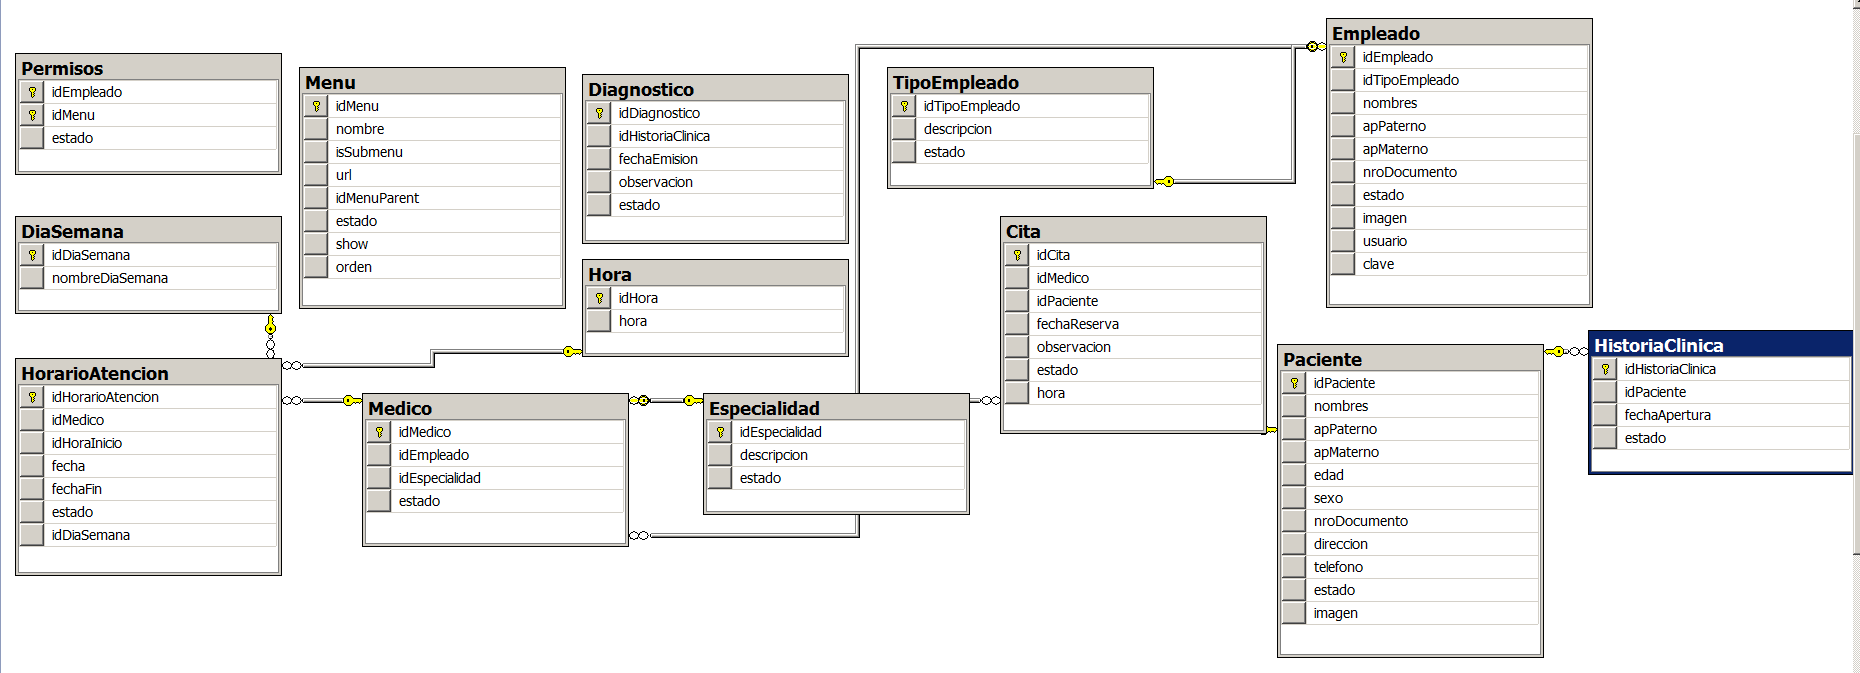 Permisos
idEmpleado
idMenu
estado
Menu
idMenu
nombre
isSubmenu
url
idMenuParent
estado
show
orden
Diagnostico
idDiagnostico
idHistoriaClinica
fechaEmision
observacion
estado
TipoEmpleado
idTipoEmpleado
descripcion
estado
Empleado
idEmpleado
idTipoEmpleado
nombres
apPaterno
apMaterno
nroDocumento
estado
imagen
usuario
clave
DiaSemana
idDiaSemana
nombreDiaSemana
Hora
idHora
hora
Cita
idCita
idMedico
idPaciente
fechaReserva
observacion
estado
hora
HorarioAtencion
idHorarioAtencion
idMedico
idHoraInicio
fecha
fechaFin
estado
idDiaSemana
Medico
idMedico
idEmpleado
idEspecialidad
estado
Especialidad
idEspecialidad
descripcion
estado
Paciente
idPaciente
nombres
apPaterno
apMaterno
edad
sexo
nroDocumento
direccion
telefono
estado
imagen
HistoriaClinica
idHistoriaClinica
idPaciente
fechaApertura
estado